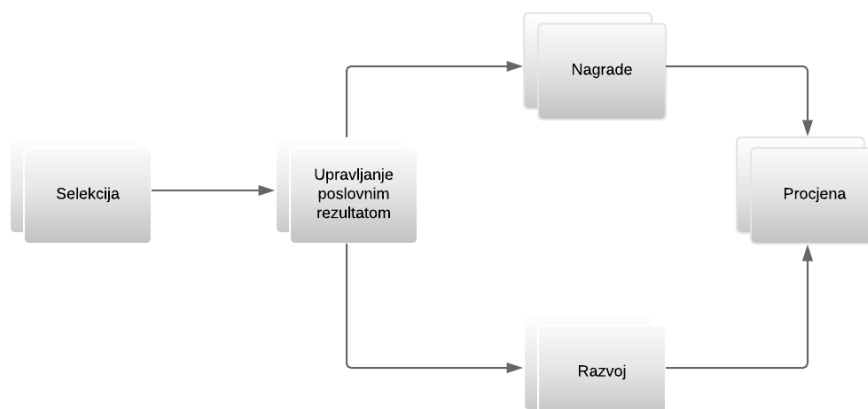 Nagrade
Selekcija
Upravljanje
poslovnim
rezultatom
Procjena
Razvoj